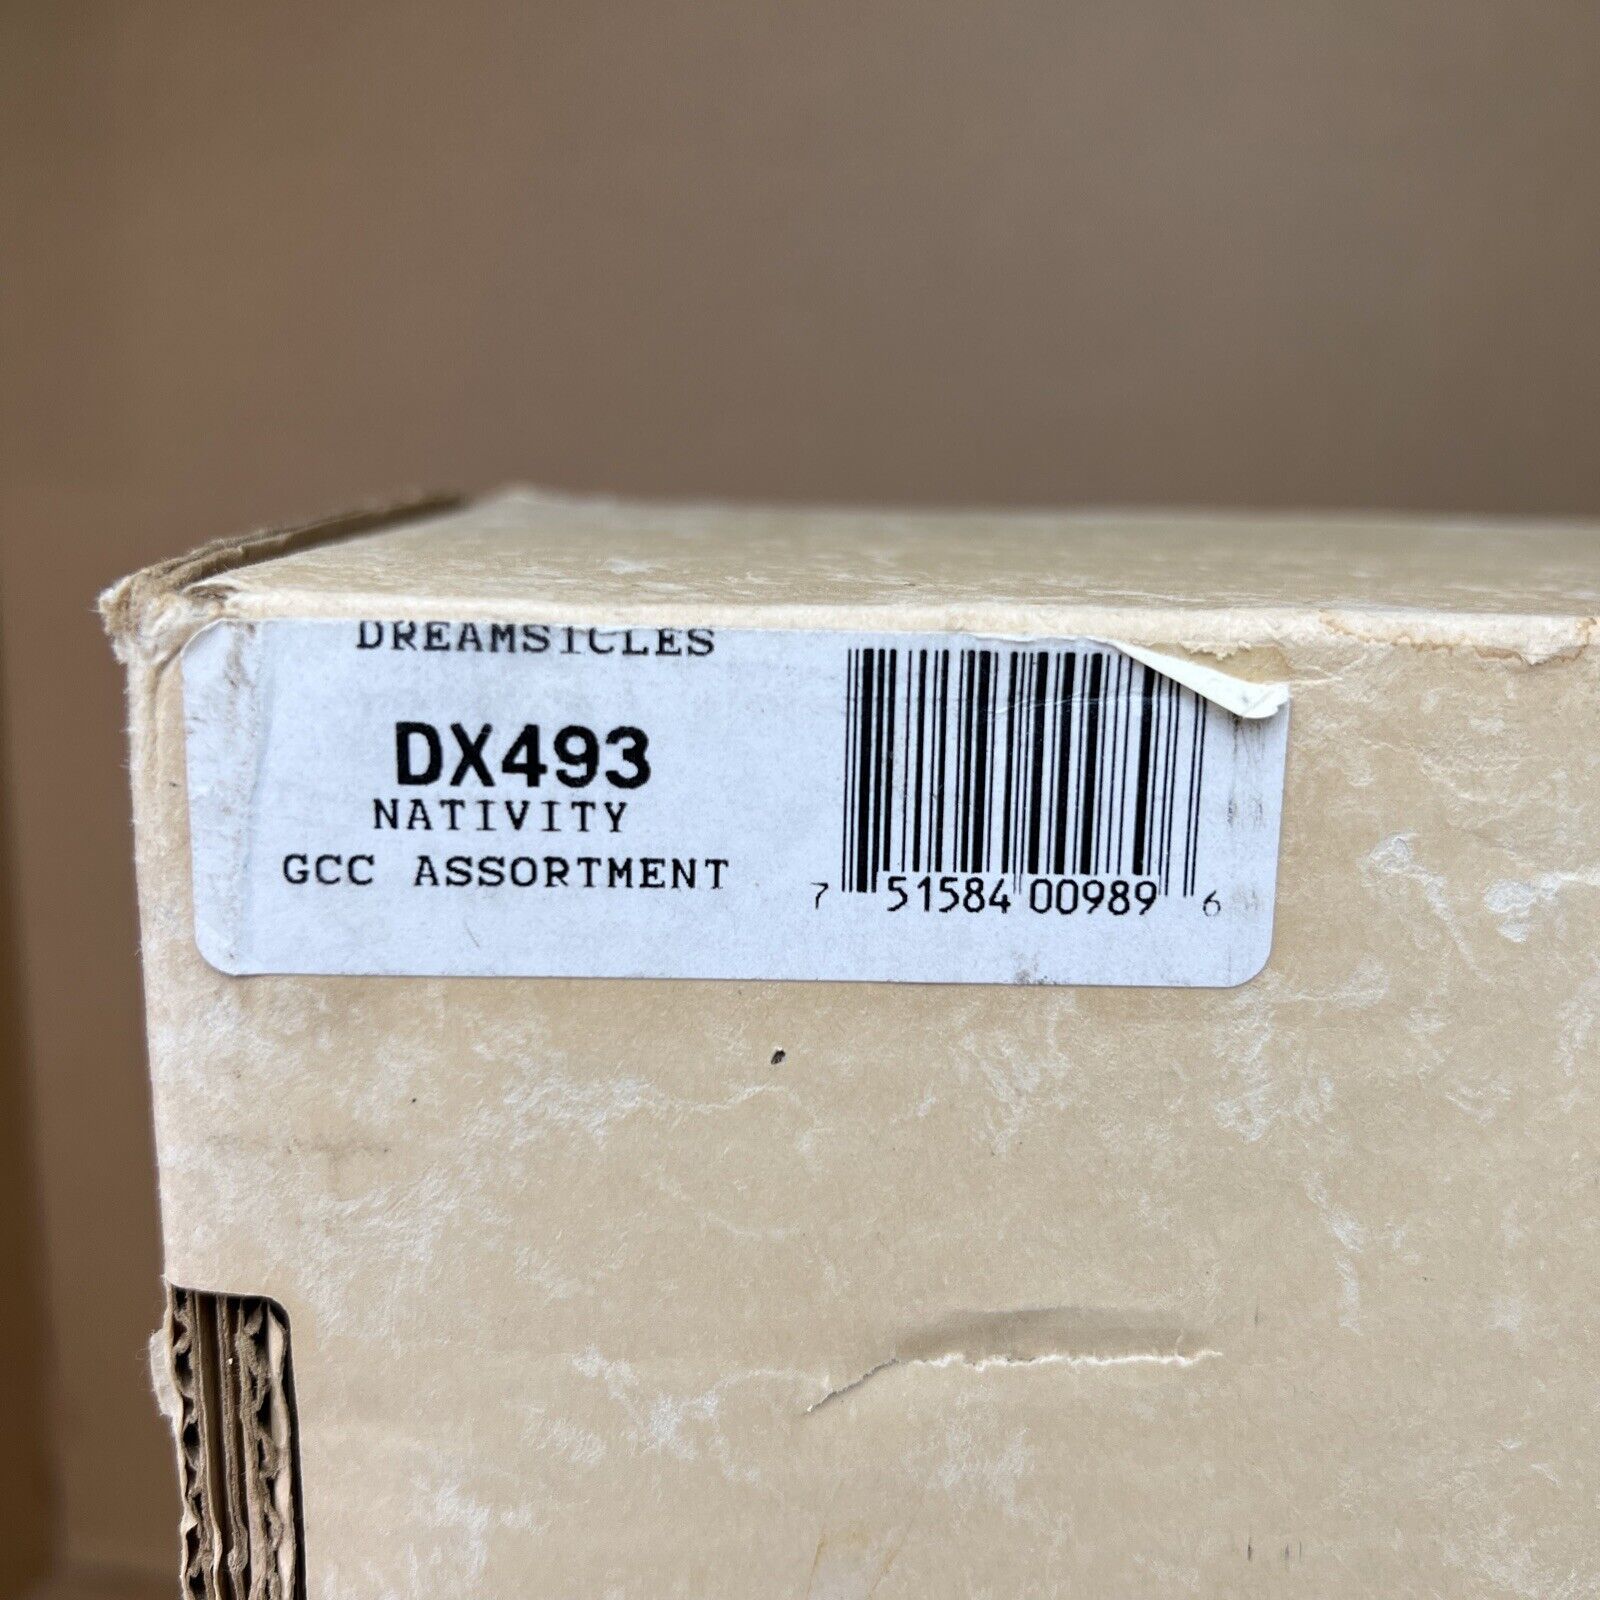 DREAMSICLES
DX493
NATIVITY
GCC ASSORTMENT
7 51584 00989 6